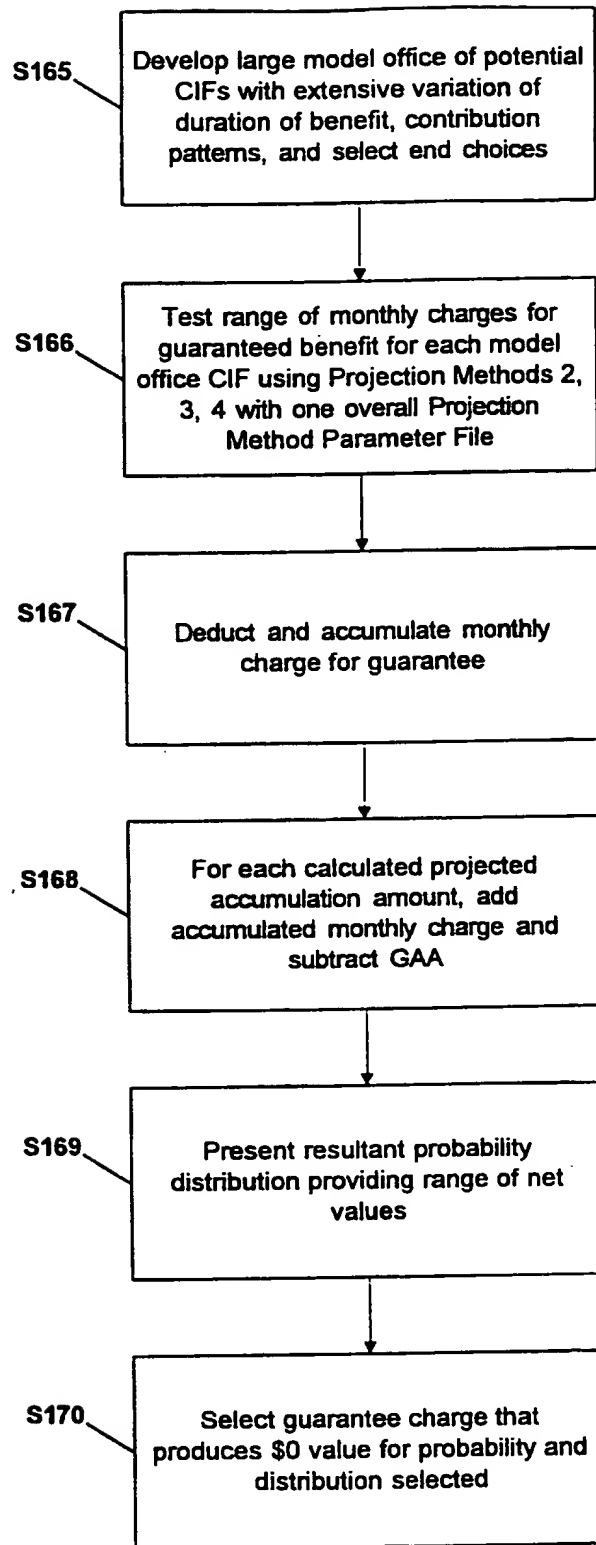 S165
Develop large model office of potential
CIFs with extensive variation of
duration of benefit, contribution
patterns, and select end choices
S166
Test range of monthly charges for
guaranteed benefit for each model
office CIF using Projection Methods 2,
3, 4 with one overall Projection
Method Parameter File
S167
Deduct and accumulate monthly
charge for guarantee
S168
For each calculated projected
accumulation amount, add
accumulated monthly charge and
subtract GAA
S169
Present resultant probability
distribution providing range of net
values
S170
Select guarantee charge that
produces $0 value for probability and
distribution selected